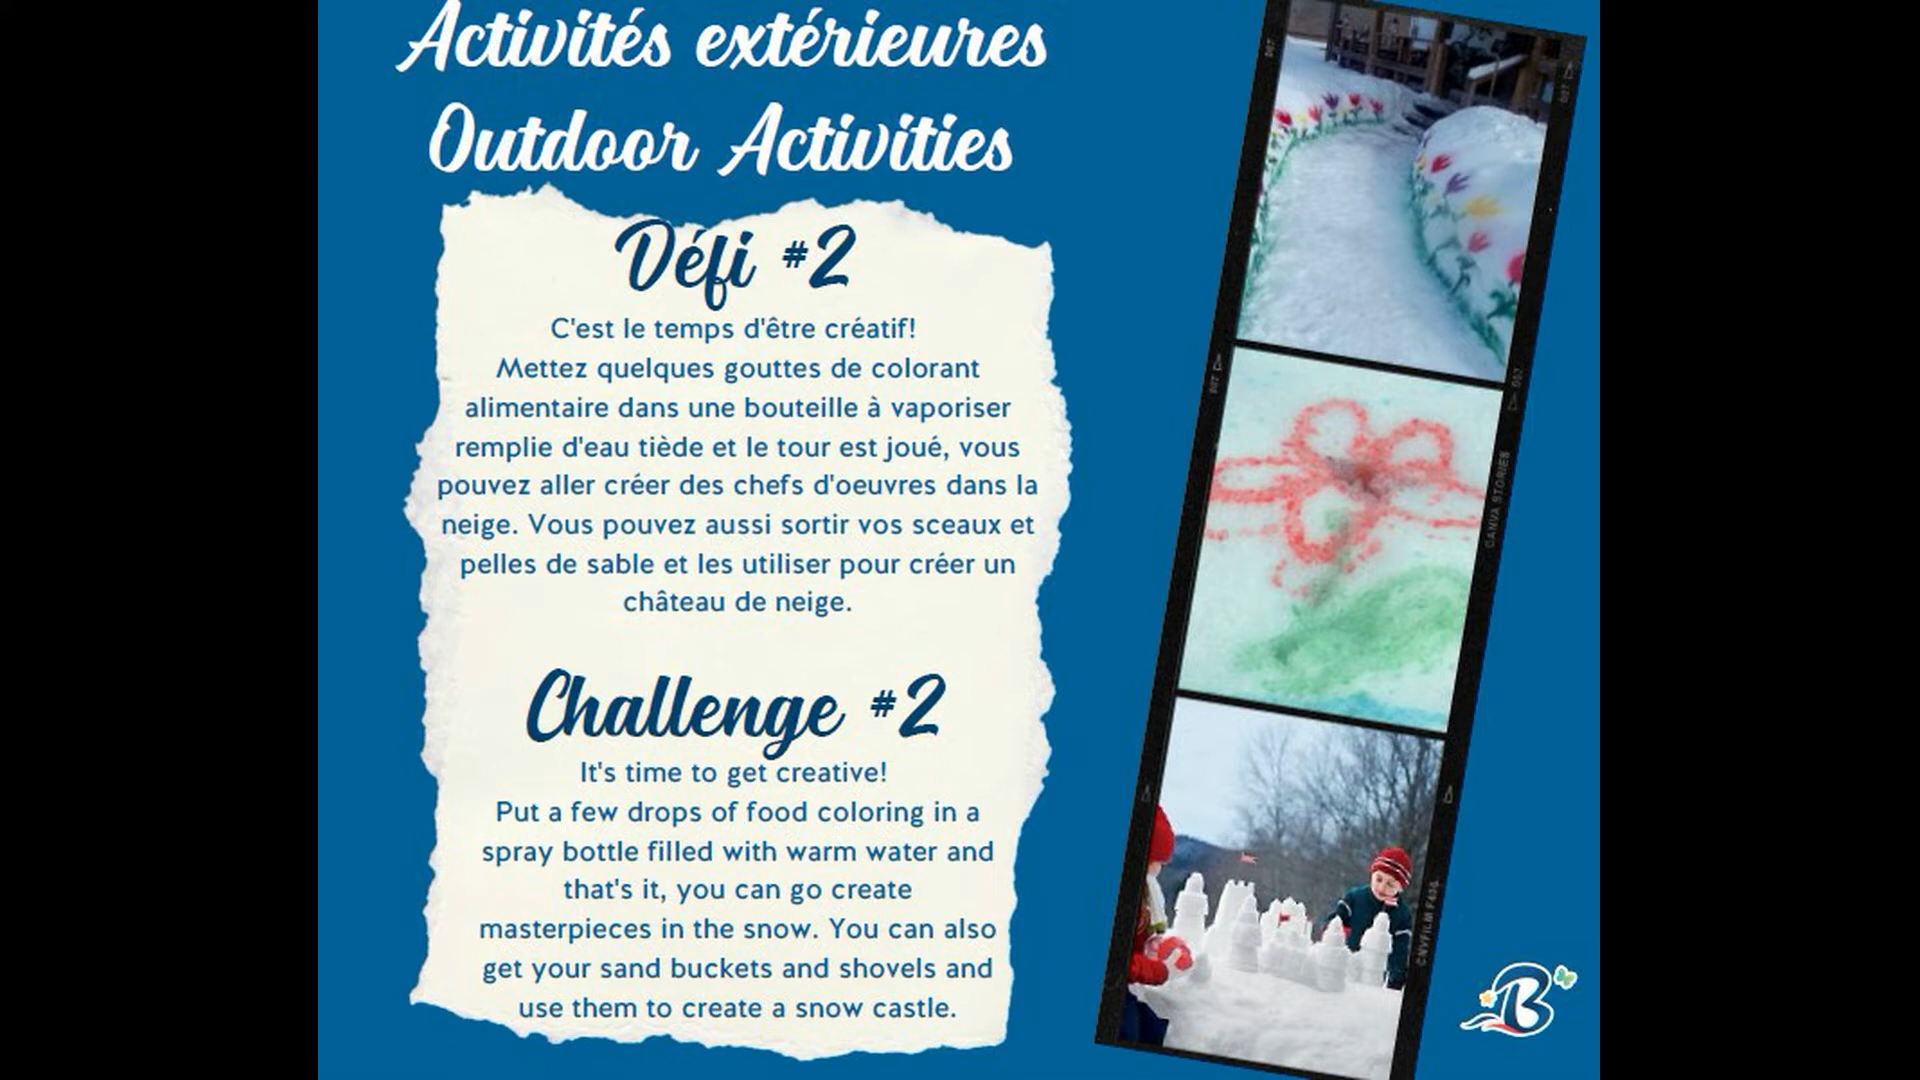 Activités extérieures
Outdoor Activities
Défi #2
C'est le temps d'être créatif!
Mettez quelques gouttes de colorant
alimentaire dans une bouteille à vaporiser
remplie d'eau tiède et le tour est joué, vous
pouvez aller créer des chefs d'oeuvres dans la
neige. Vous pouvez aussi sortir vos sceaux et
pelles de sable et les utiliser pour créer un
château de neige.
Challenge #2
It's time to get creative!
Put a few drops of food coloring in a
spray bottle filled with warm water and
that's it, you can go create
masterpieces in the snow. You can also
get your sand buckets and shovels and
use them to create a snow castle.
CANVA STORIES
B